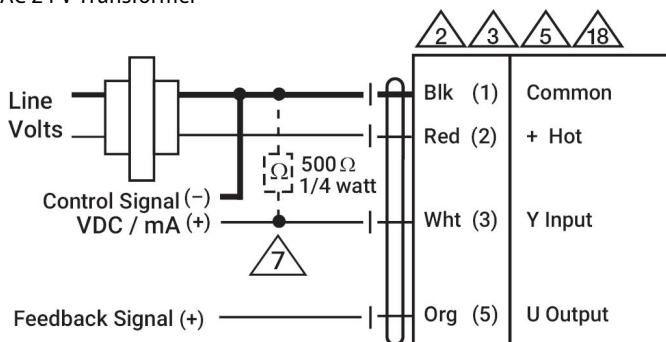 AC 24 V Transformer
2 3 5 18
Line
Volts
Blk (1) Common
Red (2) + Hot
Ω 500 Ω
1/4 watt
Control Signal (−)
VDC / mA (+)
Wht (3) Y Input
7
Feedback Signal (+)
Org (5) U Output